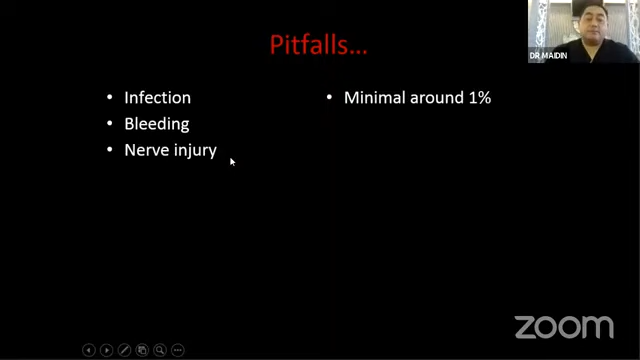 Pitfalls…
• Infection
• Bleeding
• Nerve injury
• Minimal around 1%
DR MAIDIN
zoom